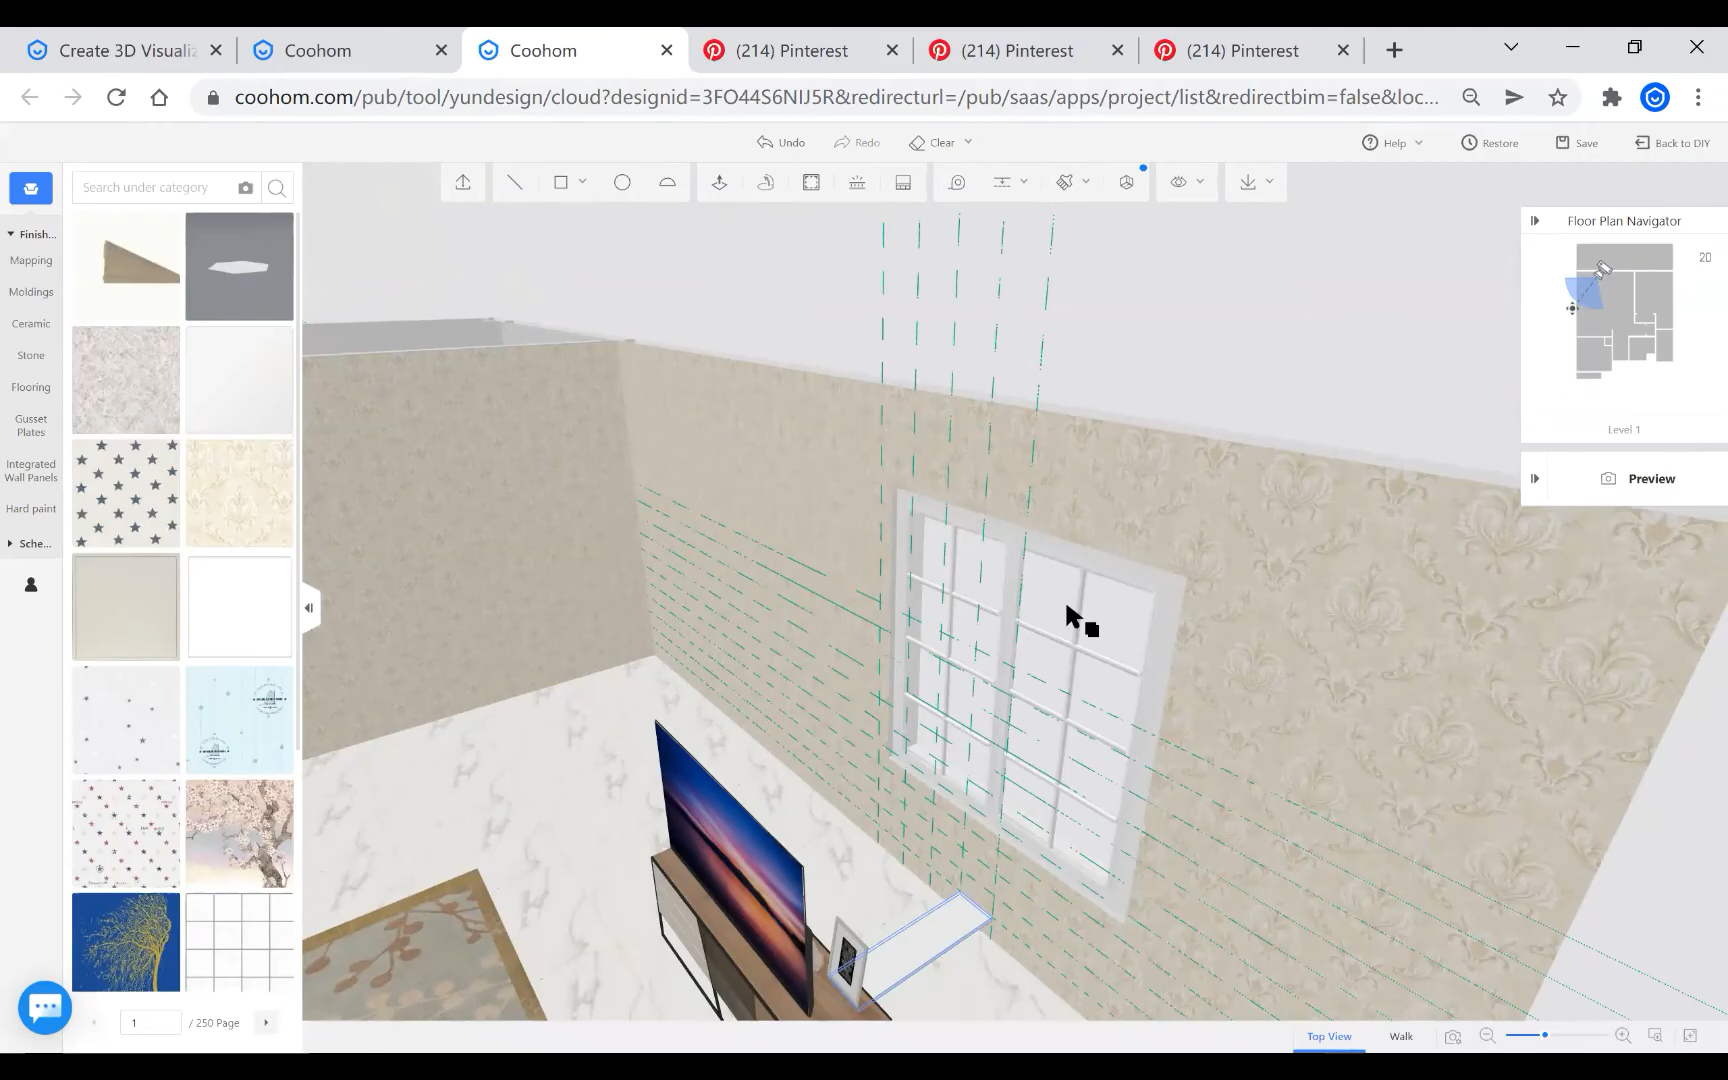 Create 3D Visualiz
Coohom
Coohom
(214) Pinterest
(214) Pinterest
(214) Pinterest
coohom.com/pub/tool/yundesign/cloud?designid=3FO44S6NIJ5R&redirecturl=/pub/saas/apps/project/list&redirectbim=false&loc...
Undo
Redo
Clear
Help
Restore
Save
Back to DIY
Search under category
Finish...
Mapping
Moldings
Ceramic
Stone
Flooring
Gusset
Plates
Integrated
Wall Panels
Hard paint
Sche...
Floor Plan Navigator
2D
Level 1
Preview
1
/ 250 Page
Top View
Walk